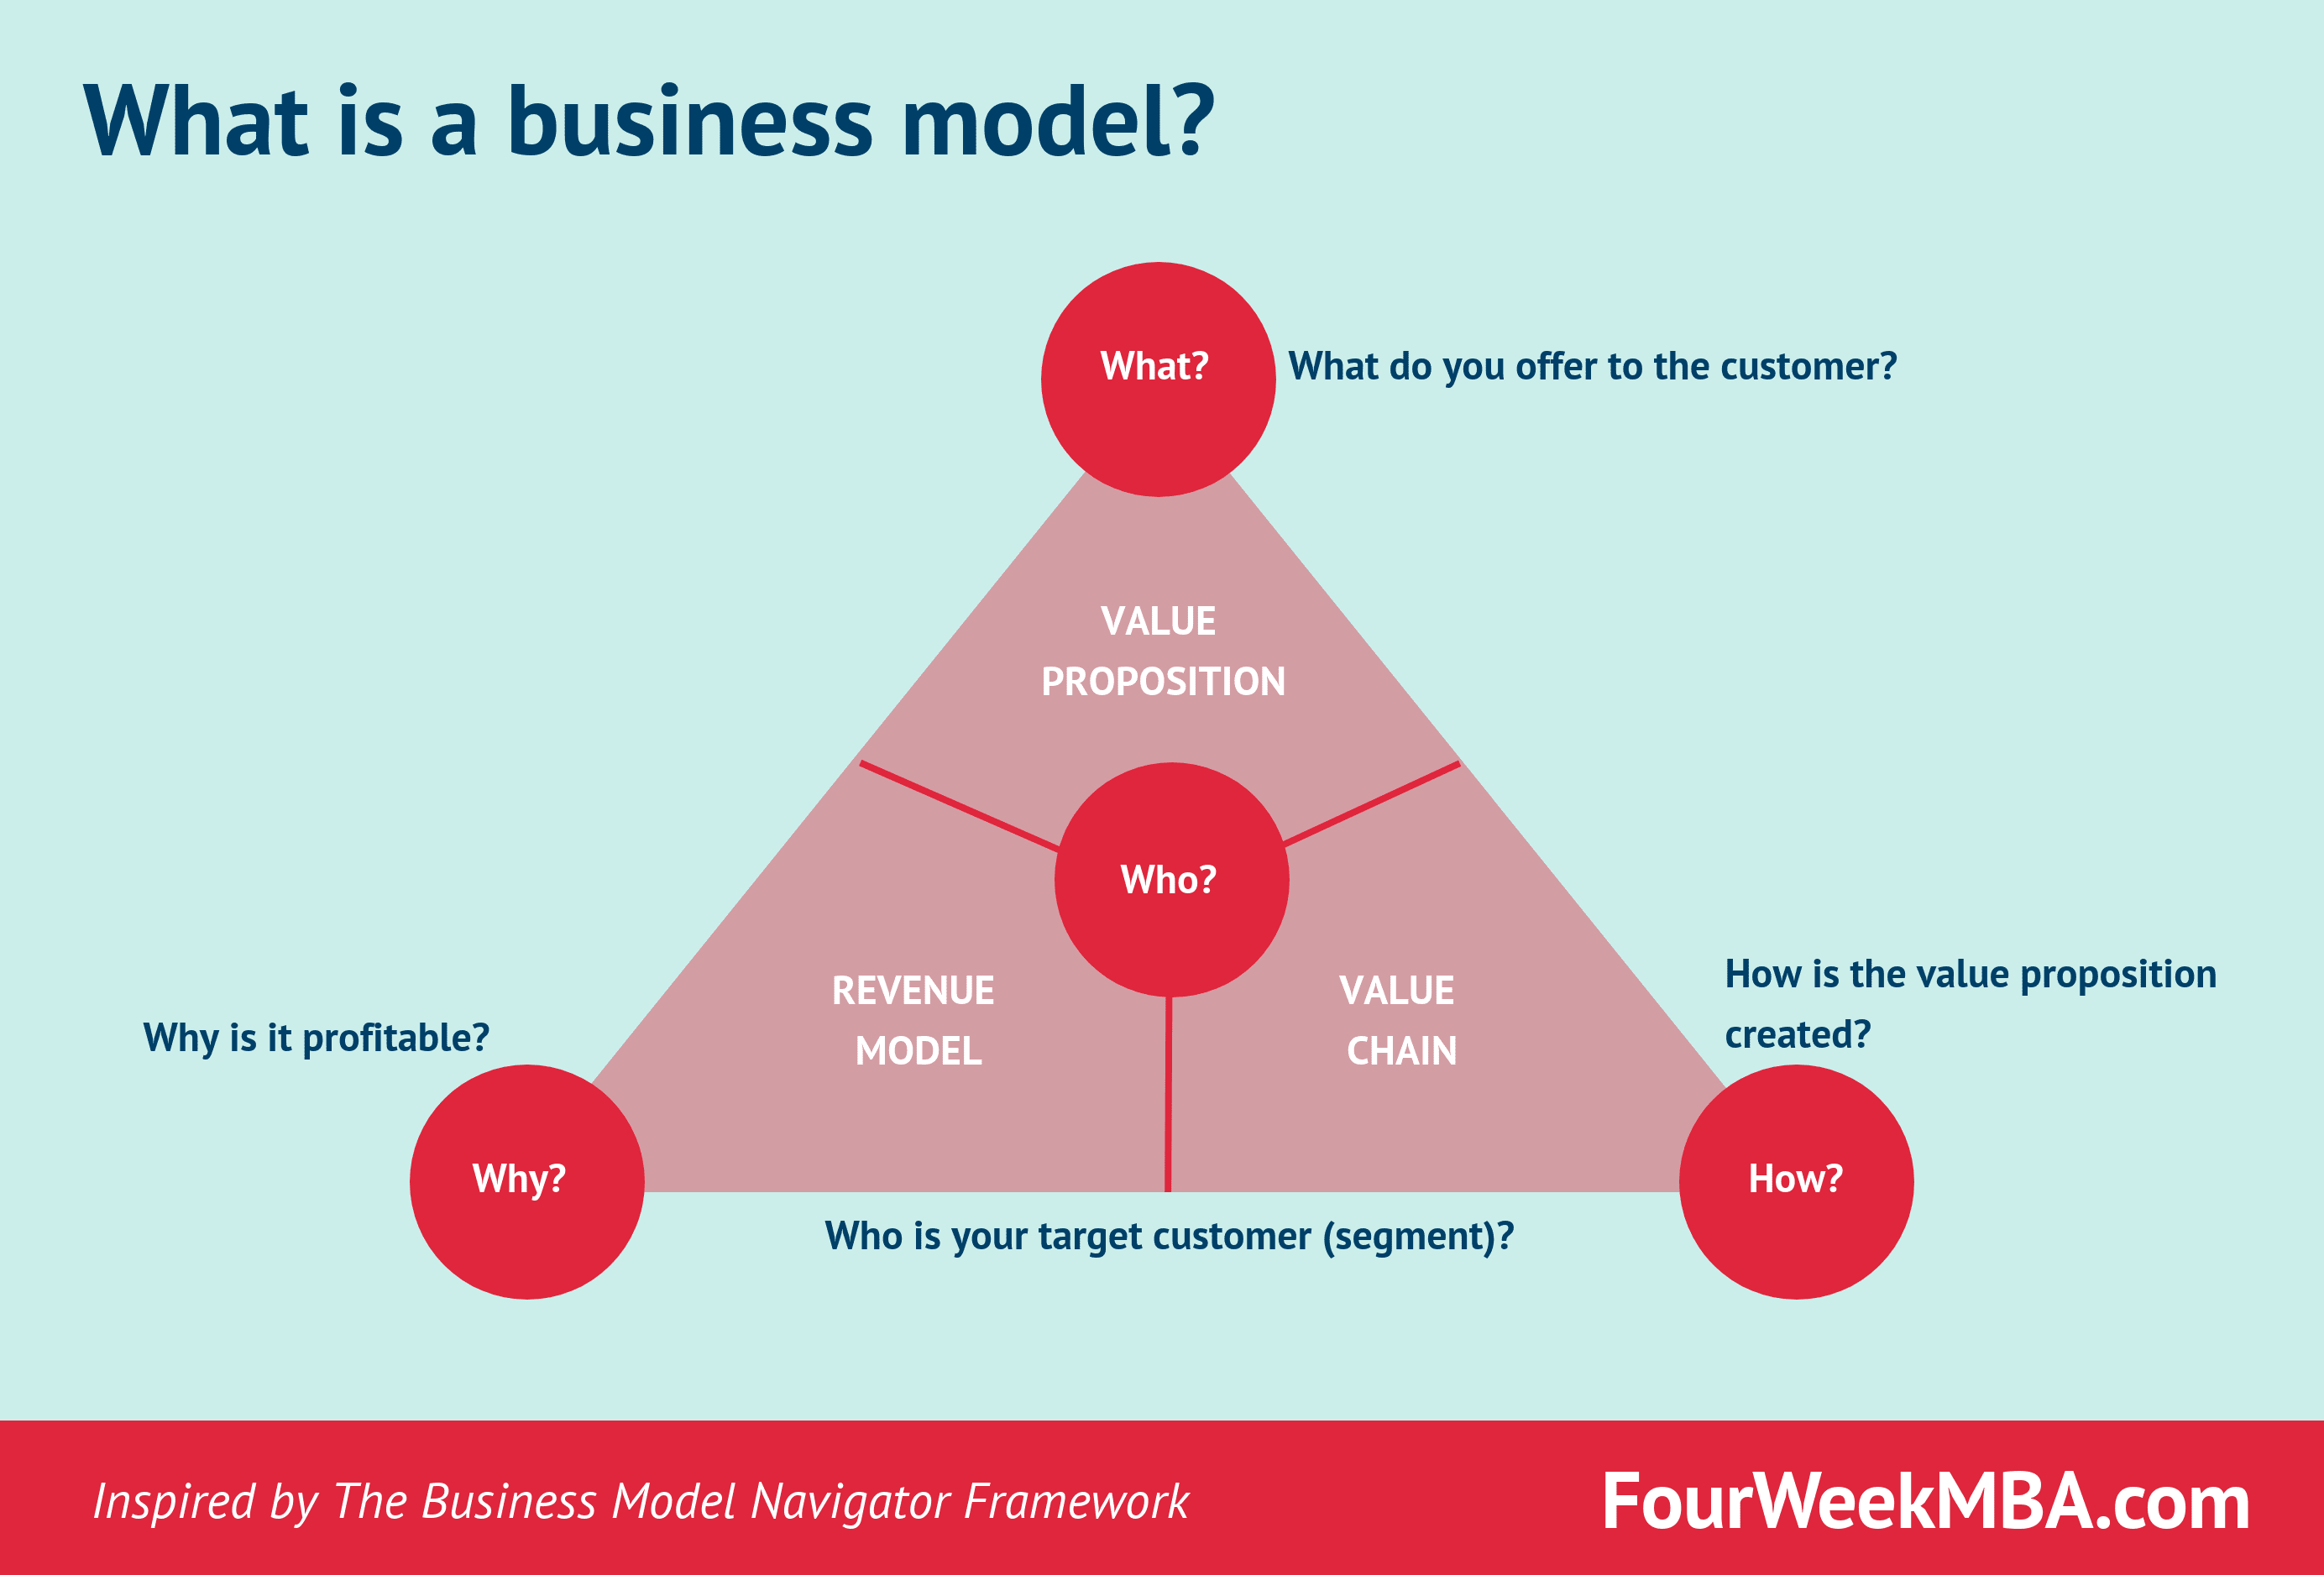 What is a business model?
What?
What do you offer to the customer?
VALUE
PROPOSITION
Who?
REVENUE
MODEL
VALUE
CHAIN
How is the value proposition
created?
Why is it profitable?
Why?
How?
Who is your target customer (segment)?
Inspired by The Business Model Navigator Framework
FourWeekMBA.com